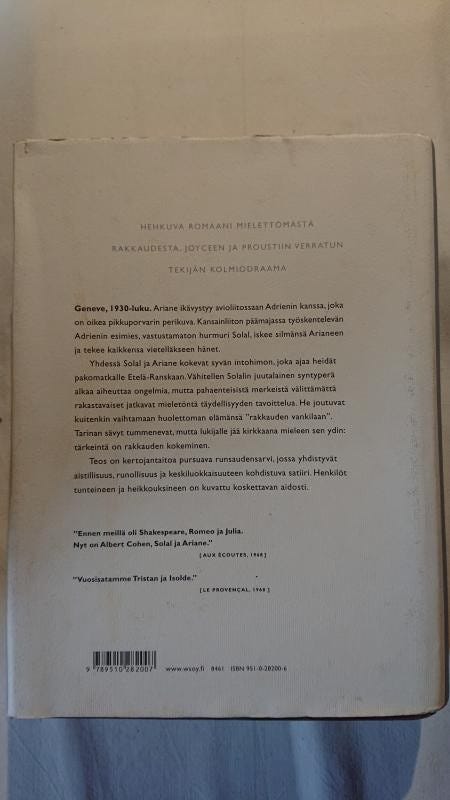 HEHKUVA ROMAANI MIELETTÖMÄSTÄ
RAKKAUDESTA, JOYCEEN JA PROUSTIIN VERRATUN
TEKIJÄN KOLMIODRAAMA
Geneve, 1930-luku. Ariane ikävystyy avioliitossaan Adrienin kanssa, joka
on oikea pikkuporvarin perikuva. Kansainliiton päämajassa työskentelevän
Adrienin esimies, vastustamaton hurmuri Solal, iskee silmänsä Arianeen
ja tekee kaikkensa vietelläkseen hänet.
Yhdessä Solal ja Ariane kokevat syvän intohimon, joka ajaa heidät
pakomatkalle Etelä-Ranskaan. Vähitellen Solalin juutalainen syntyperä
alkaa aiheuttaa ongelmia, mutta pahaenteisistä merkeistä välittämättä
rakastavaiset jatkavat mieletöntä täydellisyyden tavoittelua. He joutuvat
kuitenkin vaihtamaan huolettoman elämänsä "rakkauden vankilaan".
Tarinan sävyt tummenevat, mutta lukijalle jää kirkkaana mieleen sen ydin:
tärkeintä on rakkauden kokeminen.
Teos on kertojantaitoa pursuava runsaudensarvi, jossa yhdistyvät
aistillisuus, runollisuus ja keskiluokkaisuuteen kohdistuva satiiri. Henkilöt
tunteineen ja heikkouksineen on kuvattu koskettavan aidosti.
"Ennen meillä oli Shakespeare, Romeo ja Julia.
Nyt on Albert Cohen, Solal ja Ariane."
[AUX ÉCOUTES, 1968]
"Vuosisatamme Tristan ja Isolde."
[LE PROVENÇAL, 1968]
9 789510 282007 www.wsoy.fi 8461 ISBN 951-0-28200-6